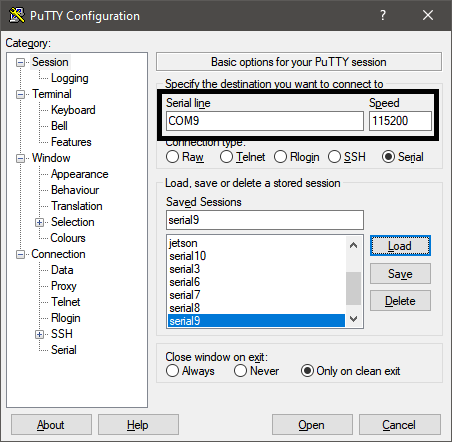 PuTTY Configuration
?
Category:
Session
Logging
Terminal
Keyboard
Bell
Features
Window
Appearance
Behaviour
Translation
Selection
Colours
Connection
Data
Proxy
Telnet
Rlogin
SSH
Serial
Basic options for your PuTTY session
Specify the destination you want to connect to
Serial line Speed
COM9 115200
Connection type:
Raw Telnet Rlogin SSH Serial
Load, save or delete a stored session
Saved Sessions
serial9
jetson
serial10
serial3
serial6
serial7
serial8
serial9
Load
Save
Delete
Close window on exit:
Always Never Only on clean exit
About Help Open Cancel